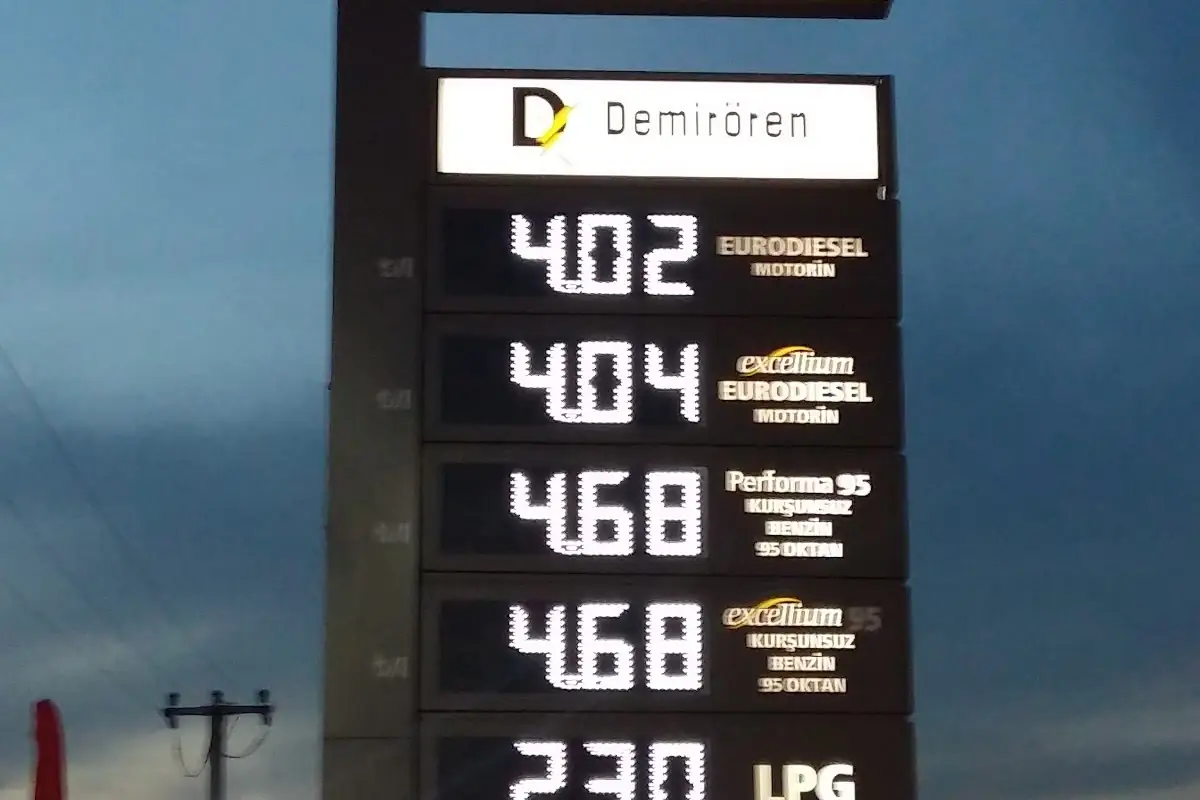 D Demirören
4.02 EURODIESEL
MOTORİN
4.04 excellium
EURODIESEL
MOTORİN
4.68 Performa 95
KURŞUNSUZ
BENZİN
95 OKTAN
4.68 excellium 95
KURŞUNSUZ
BENZİN
95 OKTAN
2.30 LPG